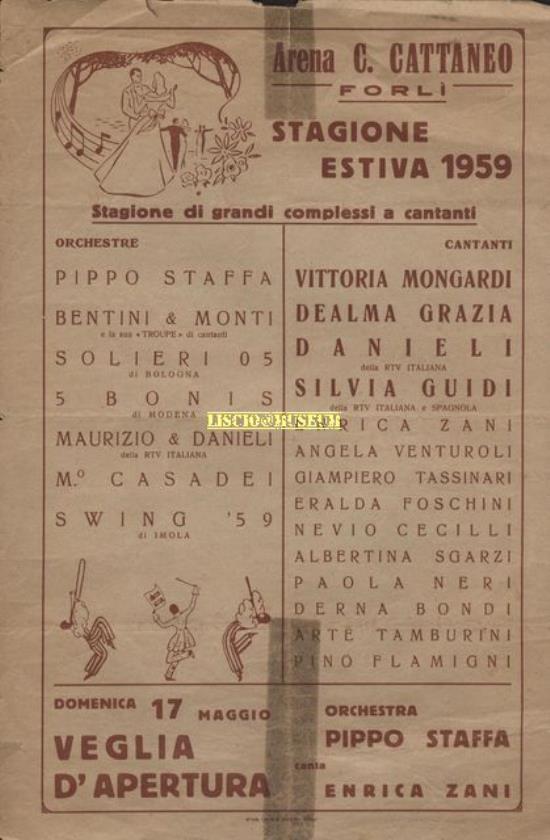 Arena C. CATTANEO
FORLÌ
STAGIONE
ESTIVA 1959
Stagione di grandi complessi a cantanti
ORCHESTRE
PIPPO STAFFA
BENTINI & MONTI
e la sua «TROUPE» di cantanti
SOLIERI 05
di BOLOGNA
5 BONIS
di MODENA
MAURIZIO & DANIELI
della RTV ITALIANA
M.º CASADEI
SWING '59
di IMOLA
CANTANTI
VITTORIA MONGARDI
DEALMA GRAZIA
DANIELI
della RTV ITALIANA
SILVIA GUIDI
della RTV ITALIANA e SPAGNOLA
LISCIO@MUSEUM
ENRICA ZANI
ANGELA VENTUROLI
GIAMPIERO TASSINARI
ERALDA FOSCHINI
NEVIO CECILLI
ALBERTINA SGARZI
PAOLA NERI
DERNA BONDI
ARTE TAMBURINI
PINO FLAMIGNI
DOMENICA 17 MAGGIO
VEGLIA
D'APERTURA
ORCHESTRA
PIPPO STAFFA
canta
ENRICA ZANI